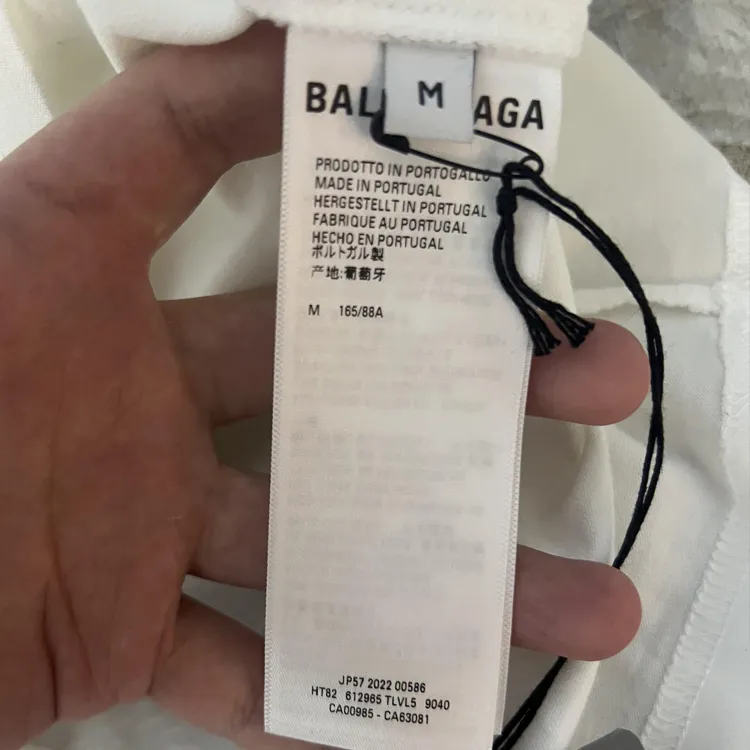 M
BAL AGA
PRODOTTO IN PORTOGALLO
MADE IN PORTUGAL
HERGESTELLT IN PORTUGAL
FABRIQUE AU PORTUGAL
HECHO EN PORTUGAL
ポルトガル製
产地:葡萄牙
M 165/88A
JP57 2022 00586
HT82 612965 TLVL5 9040
CA00985 - CA63081